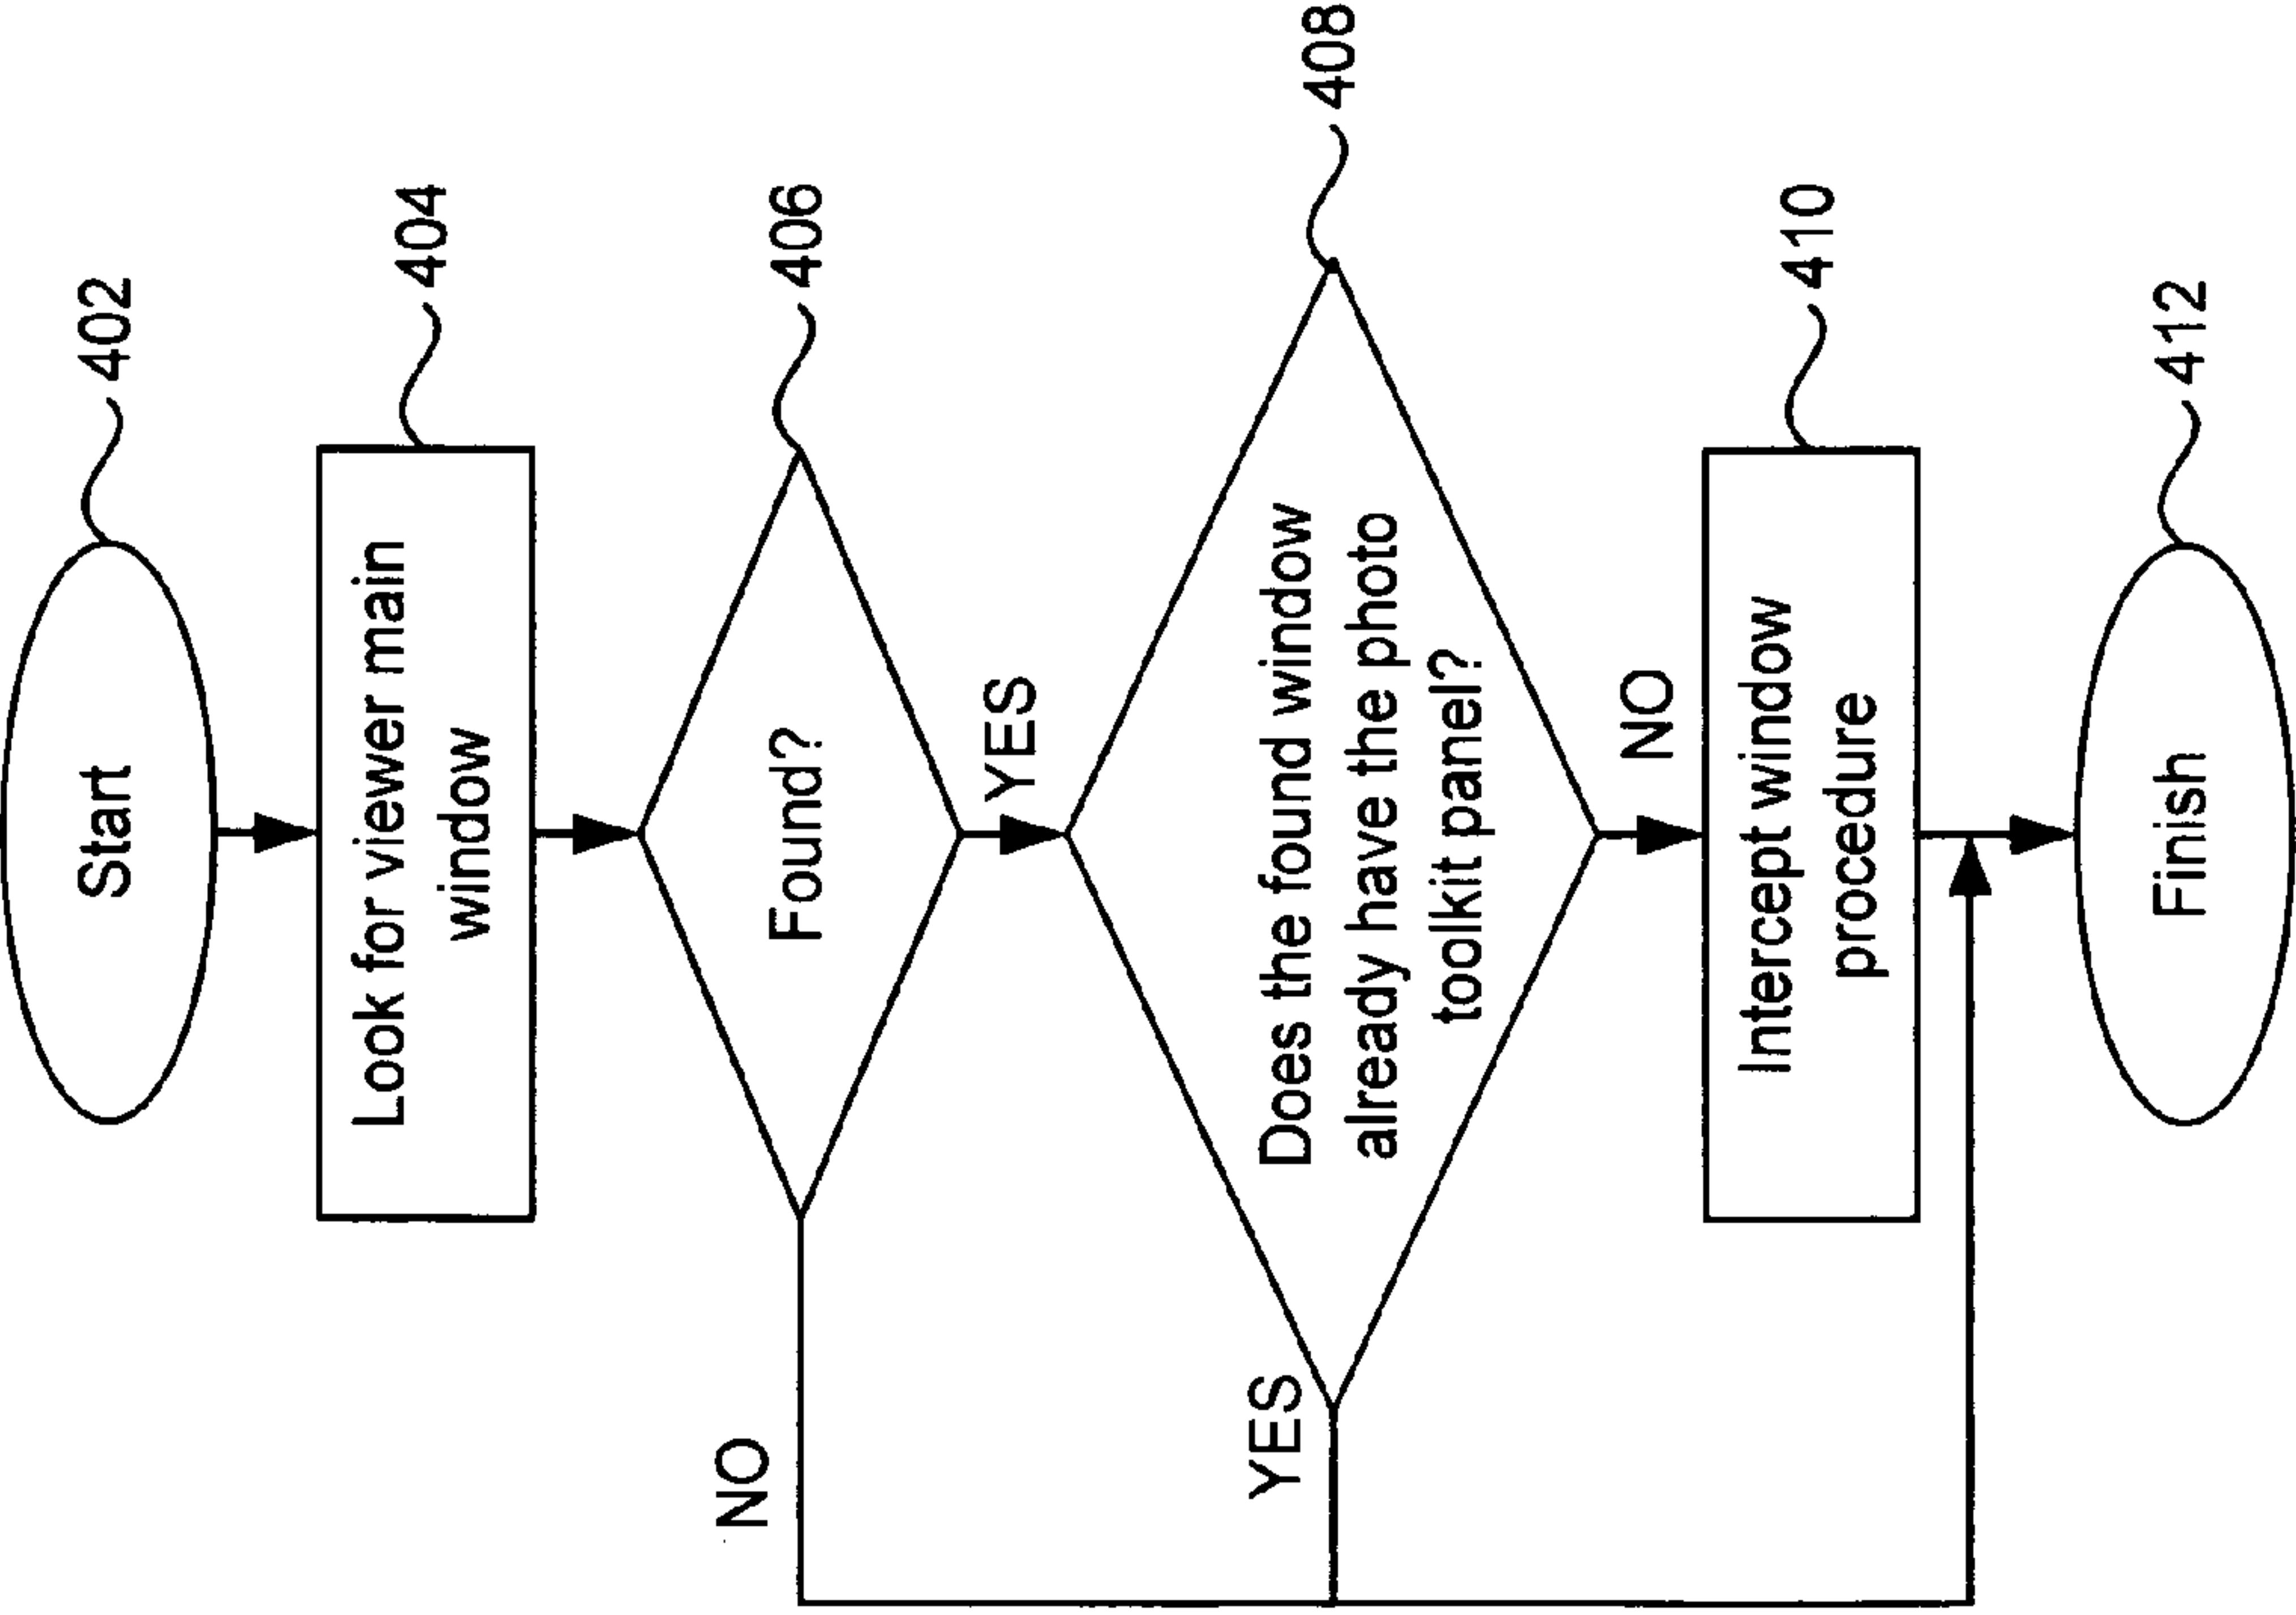 Start
402
Look for viewer main
window
404
Found?
406
NO
YES
Does the found window
already have the photo
toolkit panel?
408
YES
NO
Intercept window
procedure
410
Finish
412